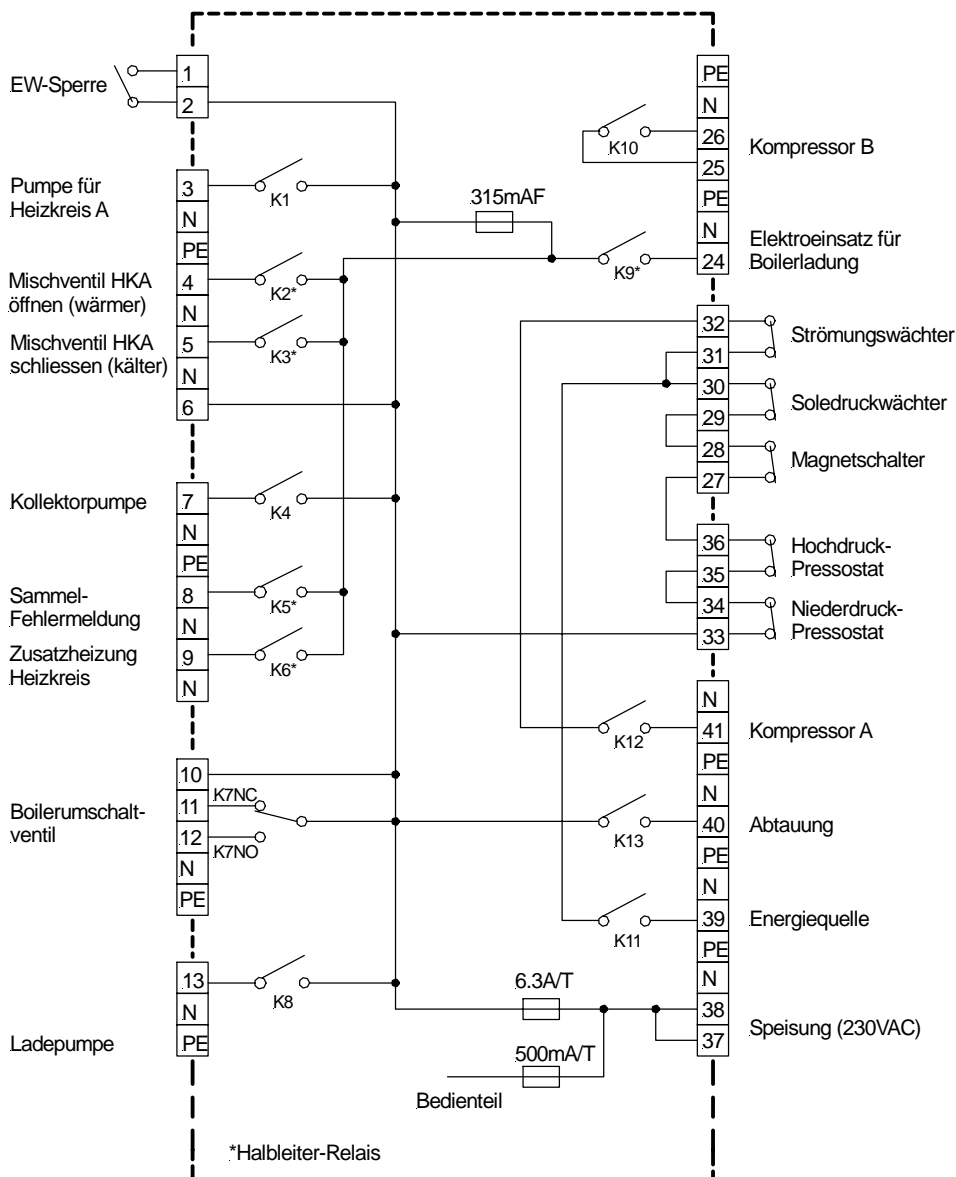 EW-Sperre
1
2
Pumpe für
Heizkreis A
3
N
PE
K1
Mischventil HKA
öffnen (wärmer)
4
N
K2*
Mischventil HKA
schliessen (kälter)
5
N
K3*
6
Kollektorpumpe
7
N
PE
K4
Sammel-
Fehlermeldung
8
N
K5*
Zusatzheizung
Heizkreis
9
N
K6*
10
Boilerumschalt-
ventil
11
12
N
PE
K7NC
K7NO
Ladepumpe
13
N
PE
K8
315mAF
6.3A/T
500mA/T
Bedienteil
*Halbleiter-Relais
PE
N
26
25
K10
Kompressor B
PE
N
24
K9*
Elektroeinsatz für
Boilerladung
32
31
Strömungswächter
30
29
Soledruckwächter
28
27
Magnetschalter
36
35
Hochdruck-
Pressostat
34
33
Niederdruck-
Pressostat
N
41
PE
K12
Kompressor A
N
40
PE
K13
Abtauung
N
39
PE
K11
Energiequelle
N
38
37
Speisung (230VAC)